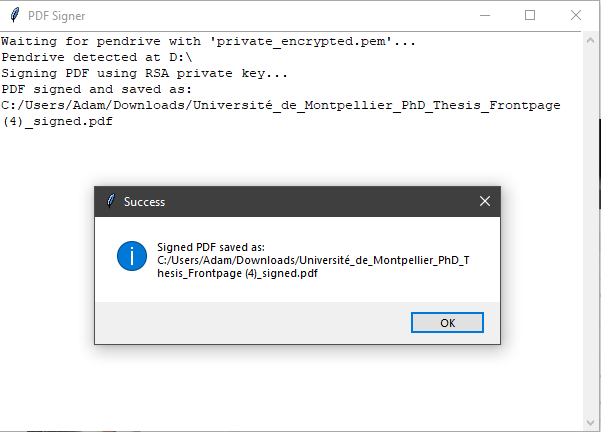 PDF Signer
Waiting for pendrive with 'private_encrypted.pem'...
Pendrive detected at D:\
Signing PDF using RSA private key...
PDF signed and saved as:
C:/Users/Adam/Downloads/Université_de_Montpellier_PhD_Thesis_Frontpage
(4)_signed.pdf
Success
Signed PDF saved as:
C:/Users/Adam/Downloads/Université_de_Montpellier_PhD_T
hesis_Frontpage (4)_signed.pdf
OK